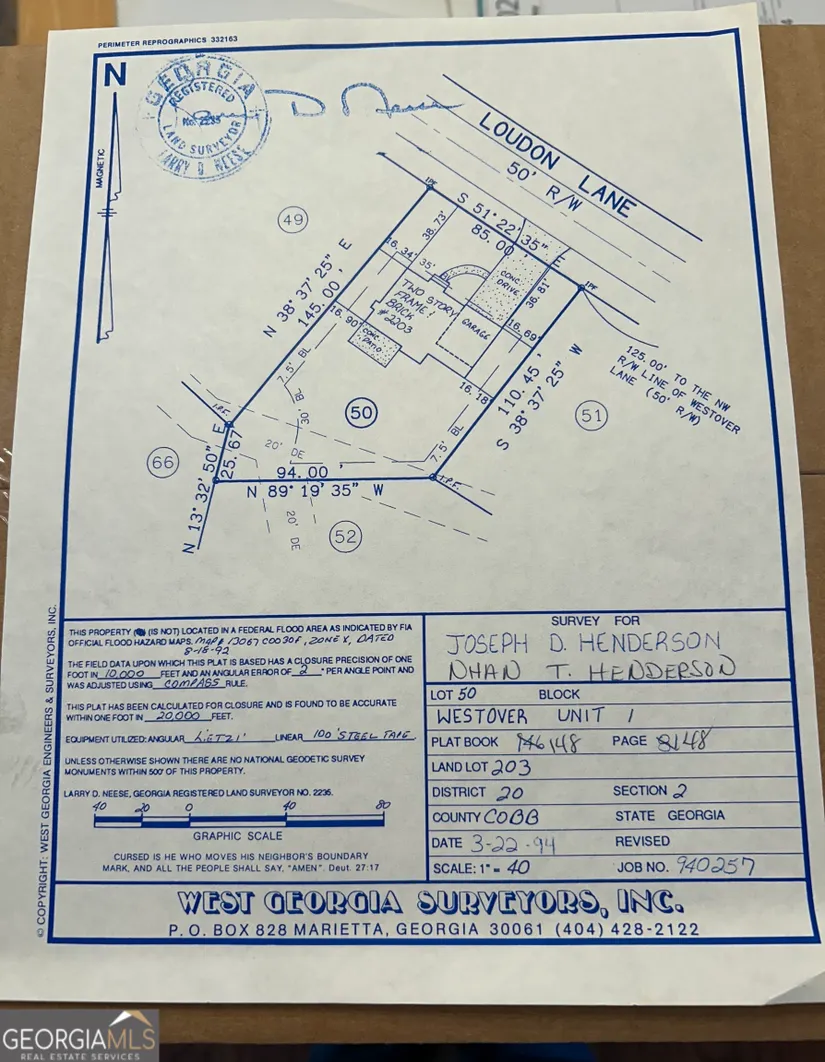 PERIMETER REPROGRAPHICS 332163
N
MAGNETIC
GEORGIA
REGISTERED
No. 2235
LAND SURVEYOR
LARRY D. NEESE
D Neese
LOUDON LANE
50' R/W
IPF
S 51° 22' 35" E
85.00'
49
N 38° 37' 25" E
145.00'
38.73'
16.34'
35'
CONC. DRIVE
36.81'
IPF
TWO STORY
FRAME/
BRICK
#2203
GARAGE
16.69'
16.90'
CONC. PATIO
7.5' BL
16.18
110.45'
S 38° 37' 25" W
125.00' TO THE NW
R/W LINE OF WESTOVER
LANE (50' R/W)
51
I.P.F.
30' BL
50
7.5' BL
20' DE
66
N 13° 32' 50" E
25.67
94.00'
N 89° 19' 35" W
I.P.F.
20' DE
52
THIS PROPERTY (IS NOT) LOCATED IN A FEDERAL FLOOD AREA AS INDICATED BY FIA
OFFICIAL FLOOD HAZARD MAPS. MAP# 13067 C0030F, ZONE X, DATED
8-18-92
THE FIELD DATA UPON WHICH THIS PLAT IS BASED HAS A CLOSURE PRECISION OF ONE
FOOT IN 10,000 FEET AND AN ANGULAR ERROR OF 2 " PER ANGLE POINT AND
WAS ADJUSTED USING COMPASS RULE.
THIS PLAT HAS BEEN CALCULATED FOR CLOSURE AND IS FOUND TO BE ACCURATE
WITHIN ONE FOOT IN 20,000 FEET.
EQUIPMENT UTILIZED: ANGULAR LIETZ 1" LINEAR 100' STEEL TAPE
UNLESS OTHERWISE SHOWN THERE ARE NO NATIONAL GEODETIC SURVEY
MONUMENTS WITHIN 500' OF THIS PROPERTY.
LARRY D. NEESE, GEORGIA REGISTERED LAND SURVEYOR NO. 2235.
40 20 0 40 80
GRAPHIC SCALE
CURSED IS HE WHO MOVES HIS NEIGHBOR'S BOUNDARY
MARK, AND ALL THE PEOPLE SHALL SAY, "AMEN". Deut. 27:17
SURVEY FOR
JOSEPH D. HENDERSON
NHAN T. HENDERSON
LOT 50 BLOCK
WESTOVER UNIT 1
PLAT BOOK 148 PAGE 48
LAND LOT 203
DISTRICT 20 SECTION 2
COUNTY COBB STATE GEORGIA
DATE 3-22-94 REVISED
SCALE: 1" = 40 JOB NO. 940257
© COPYRIGHT: WEST GEORGIA ENGINEERS & SURVEYORS, INC.
WEST GEORGIA SURVEYORS, INC.
P. O. BOX 828 MARIETTA, GEORGIA 30061 (404) 428-2122
GEORGIAMLS
REAL ESTATE SERVICES